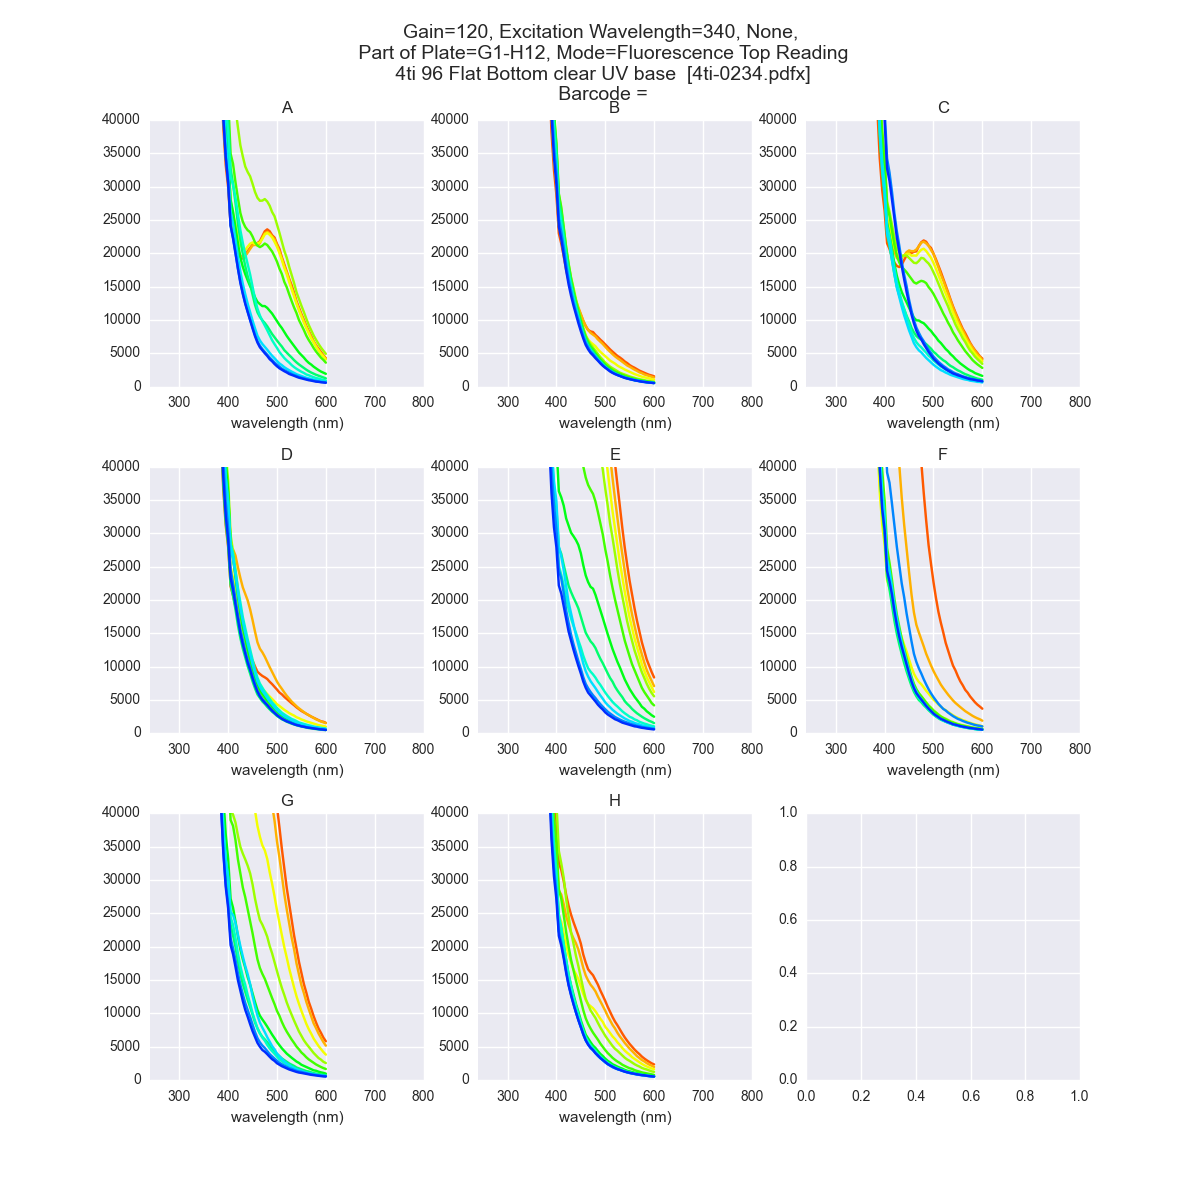 Gain=120, Excitation Wavelength=340, None,
Part of Plate=G1-H12, Mode=Fluorescence Top Reading
4ti 96 Flat Bottom clear UV base  [4ti-0234.pdfx]
Barcode =
A
40000
35000
30000
25000
20000
15000
10000
5000
0
300 400 500 600 700 800
wavelength (nm)
B
40000
35000
30000
25000
20000
15000
10000
5000
0
300 400 500 600 700 800
wavelength (nm)
C
40000
35000
30000
25000
20000
15000
10000
5000
0
300 400 500 600 700 800
wavelength (nm)
D
40000
35000
30000
25000
20000
15000
10000
5000
0
300 400 500 600 700 800
wavelength (nm)
E
40000
35000
30000
25000
20000
15000
10000
5000
0
300 400 500 600 700 800
wavelength (nm)
F
40000
35000
30000
25000
20000
15000
10000
5000
0
300 400 500 600 700 800
wavelength (nm)
G
40000
35000
30000
25000
20000
15000
10000
5000
0
300 400 500 600 700 800
wavelength (nm)
H
40000
35000
30000
25000
20000
15000
10000
5000
0
300 400 500 600 700 800
wavelength (nm)
1.0
0.8
0.6
0.4
0.2
0.0
0.0 0.2 0.4 0.6 0.8 1.0